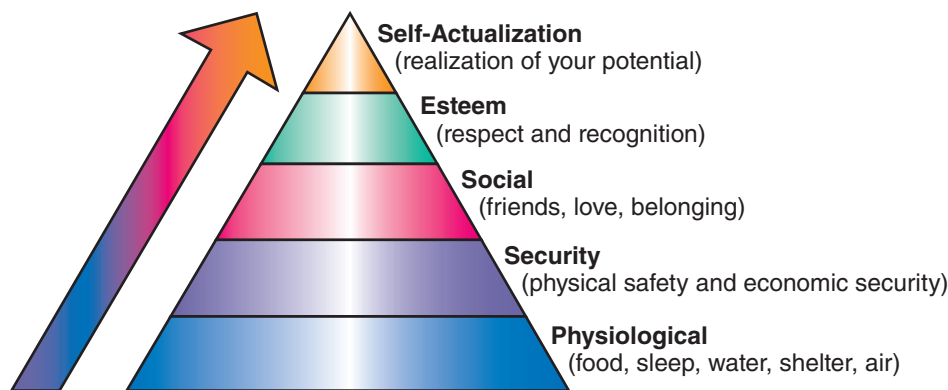 Self-Actualization
(realization of your potential)
Esteem
(respect and recognition)
Social
(friends, love, belonging)
Security
(physical safety and economic security)
Physiological
(food, sleep, water, shelter, air)